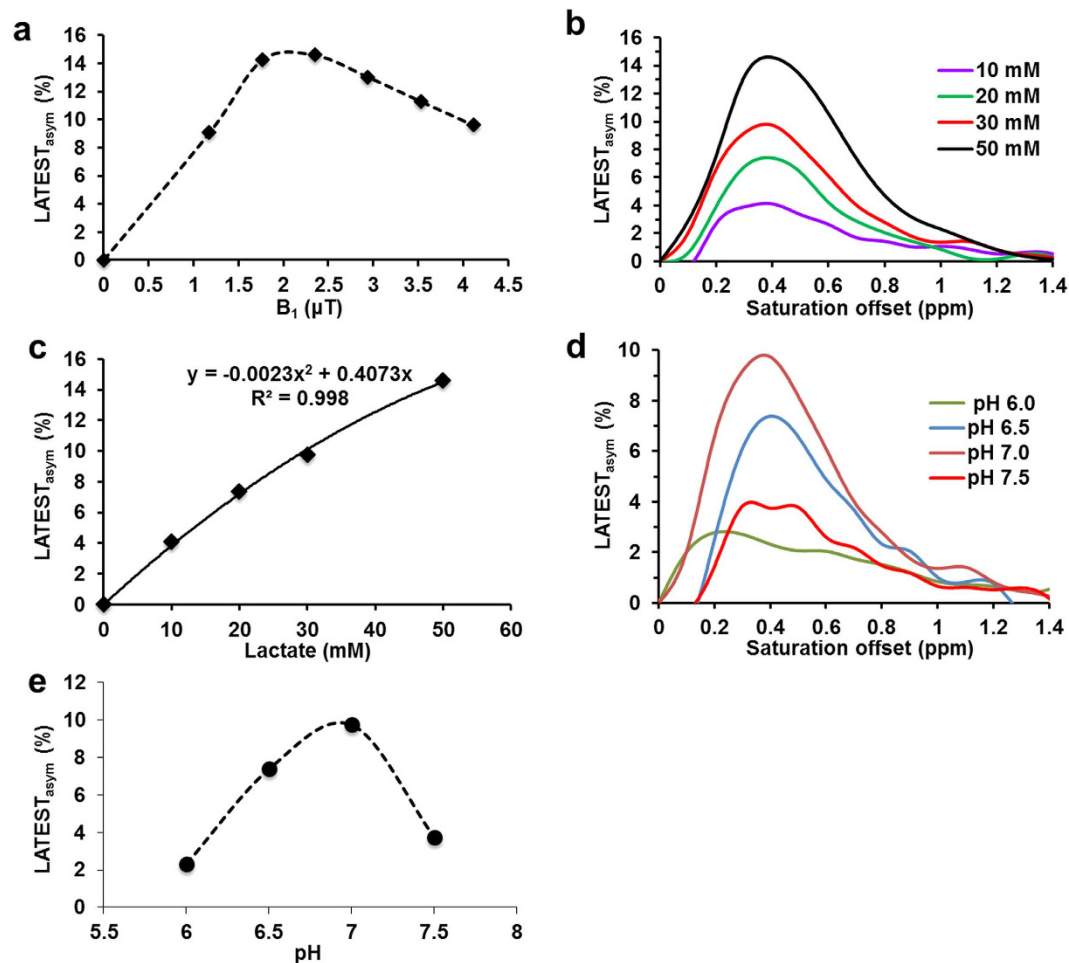 a
16
14
12
10
8
6
4
2
0
LATESTasym (%)
0 0.5 1 1.5 2 2.5 3 3.5 4 4.5
B1 (µT)
b
16
14
12
10
8
6
4
2
0
LATESTasym (%)
10 mM
20 mM
30 mM
50 mM
0 0.2 0.4 0.6 0.8 1 1.2 1.4
Saturation offset (ppm)
c
16
14
12
10
8
6
4
2
0
LATESTasym (%)
y = -0.0023x² + 0.4073x
R² = 0.998
0 10 20 30 40 50 60
Lactate (mM)
d
10
8
6
4
2
0
LATESTasym (%)
pH 6.0
pH 6.5
pH 7.0
pH 7.5
0 0.2 0.4 0.6 0.8 1 1.2 1.4
Saturation offset (ppm)
e
12
10
8
6
4
2
0
LATESTasym (%)
5.5 6 6.5 7 7.5 8
pH